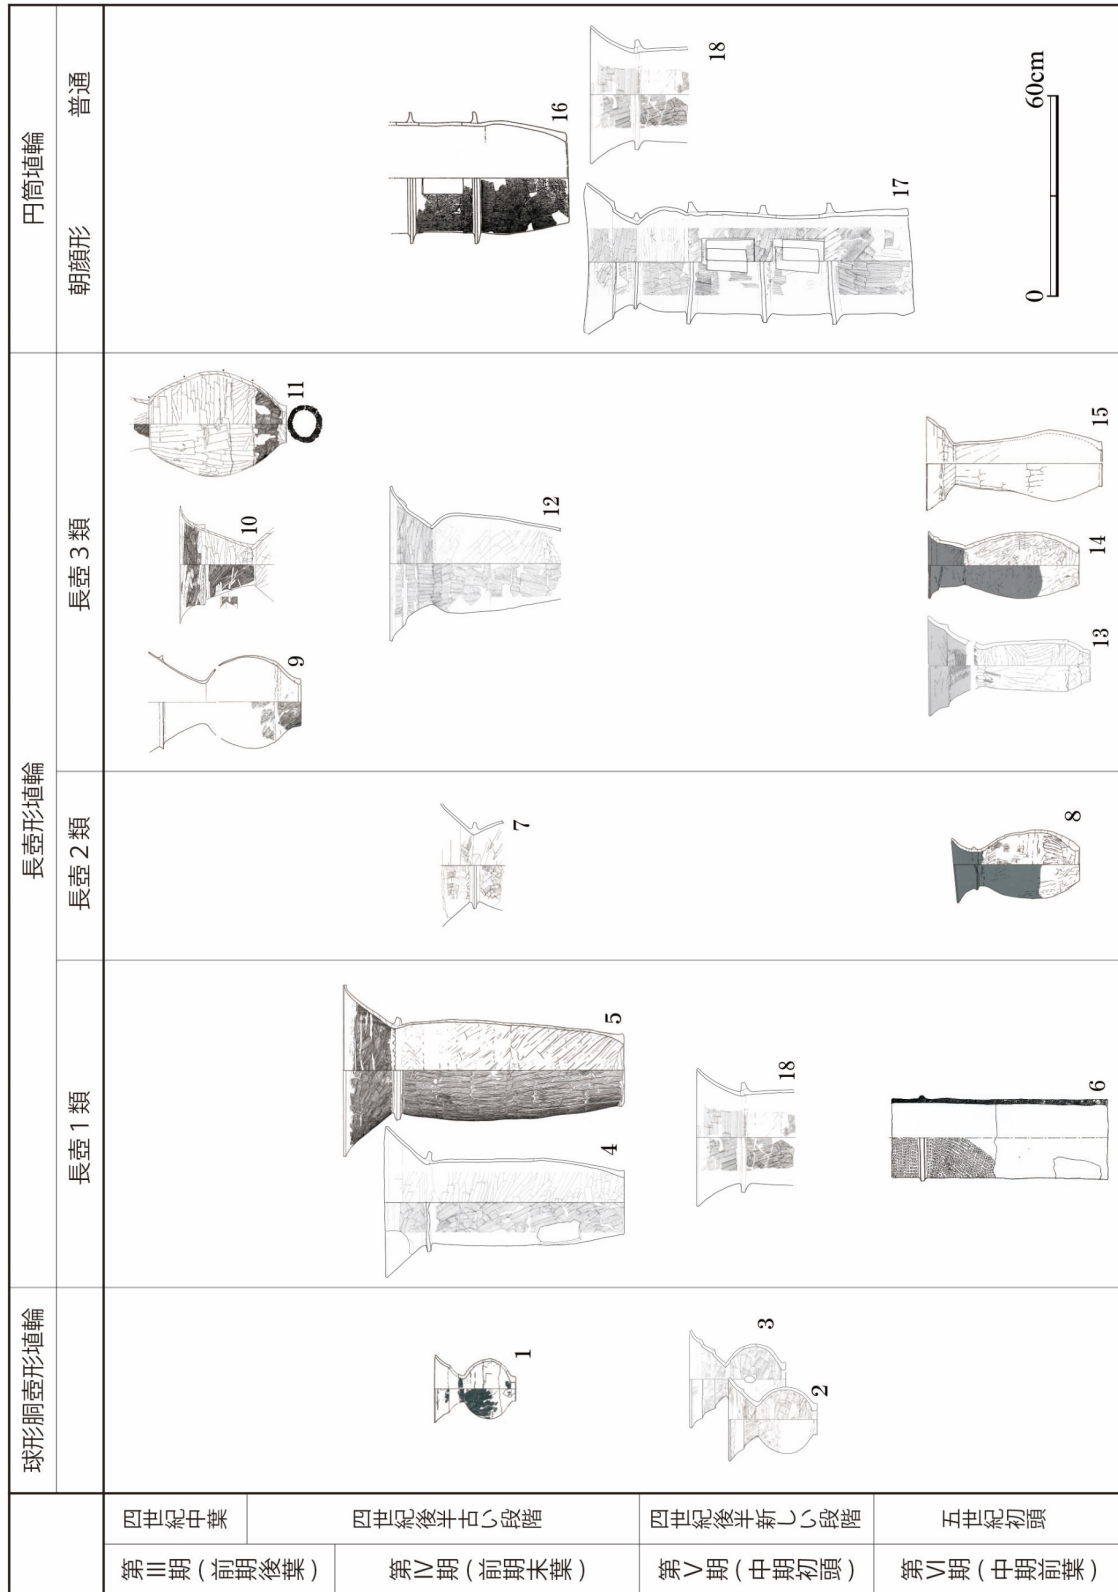 球形胴壺形埴輪
長壺形埴輪
円筒埴輪
長壺1類
長壺2類
長壺3類
朝顔形
普通
第III期(前期後葉)
四世紀中葉
第IV期(前期末葉)
四世紀後半古い段階
第V期(中期初頭)
四世紀後半新しい段階
第VI期(中期前葉)
五世紀初頭
1
2
3
4
5
18
6
7
8
9
10
11
12
13
14
15
16
17
18
0
60cm